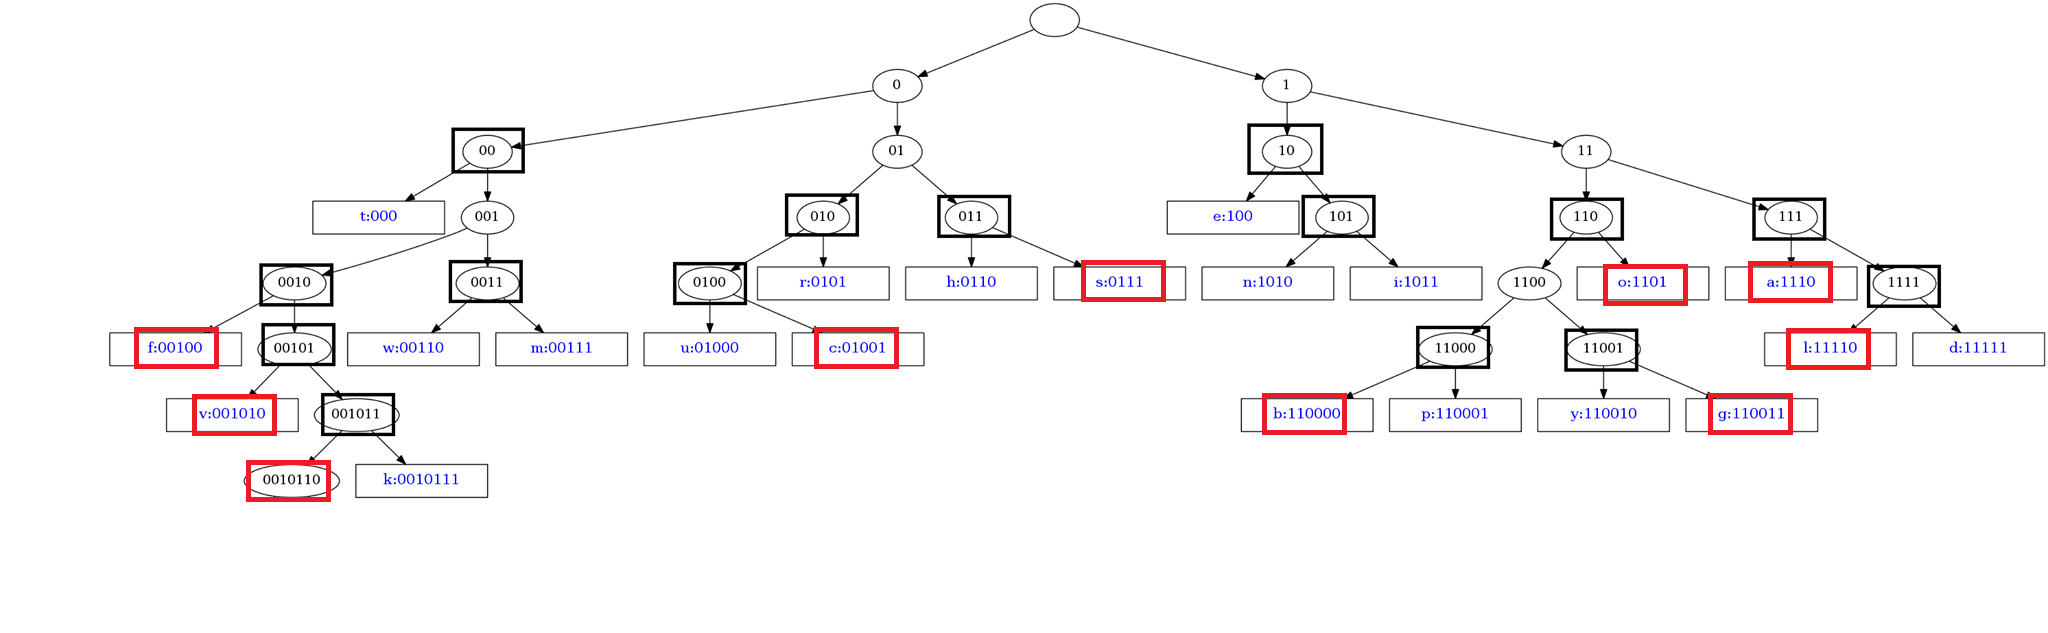 0 1
00 01 10 11
t:000 001 010 011 e:100 101 110 111
0010 0011 0100 r:0101 h:0110 s:0111 n:1010 i:1011 1100 o:1101 a:1110 1111
f:00100 00101 w:00110 m:00111 u:01000 c:01001 11000 11001 l:11110 d:11111
v:001010 001011 b:110000 p:110001 y:110010 g:110011
0010110 k:0010111